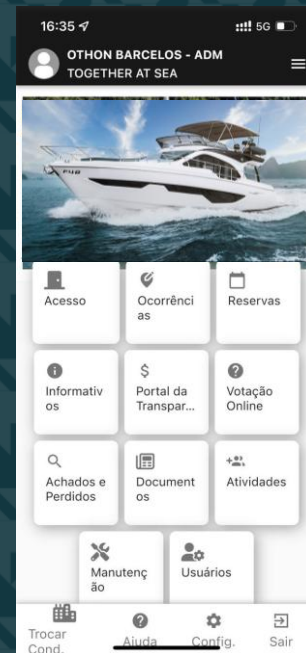 16:35
5G
OTHON BARCELOS - ADM
TOGETHER AT SEA
Acesso
Ocorrênci
as
Reservas
Informativ
os
Portal da
Transpar...
Votação
Online
Achados e
Perdidos
Document
os
Atividades
Manutenç
ão
Usuários
Trocar
Cond.
Ajuda
Config.
Sair